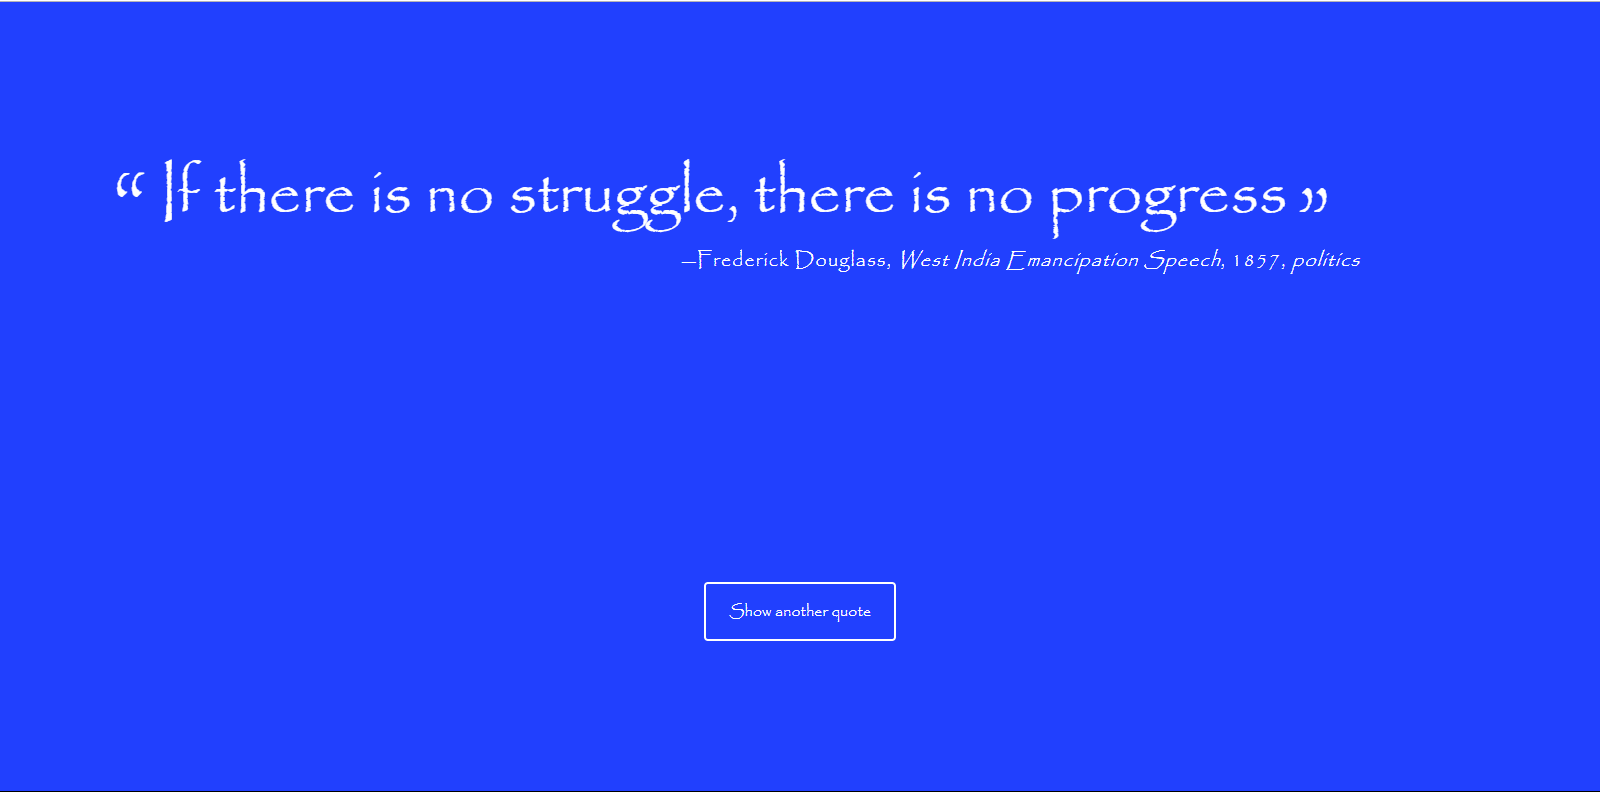 “ If there is no struggle, there is no progress ”
—Frederick Douglass, West India Emancipation Speech, 1857, politics
Show another quote